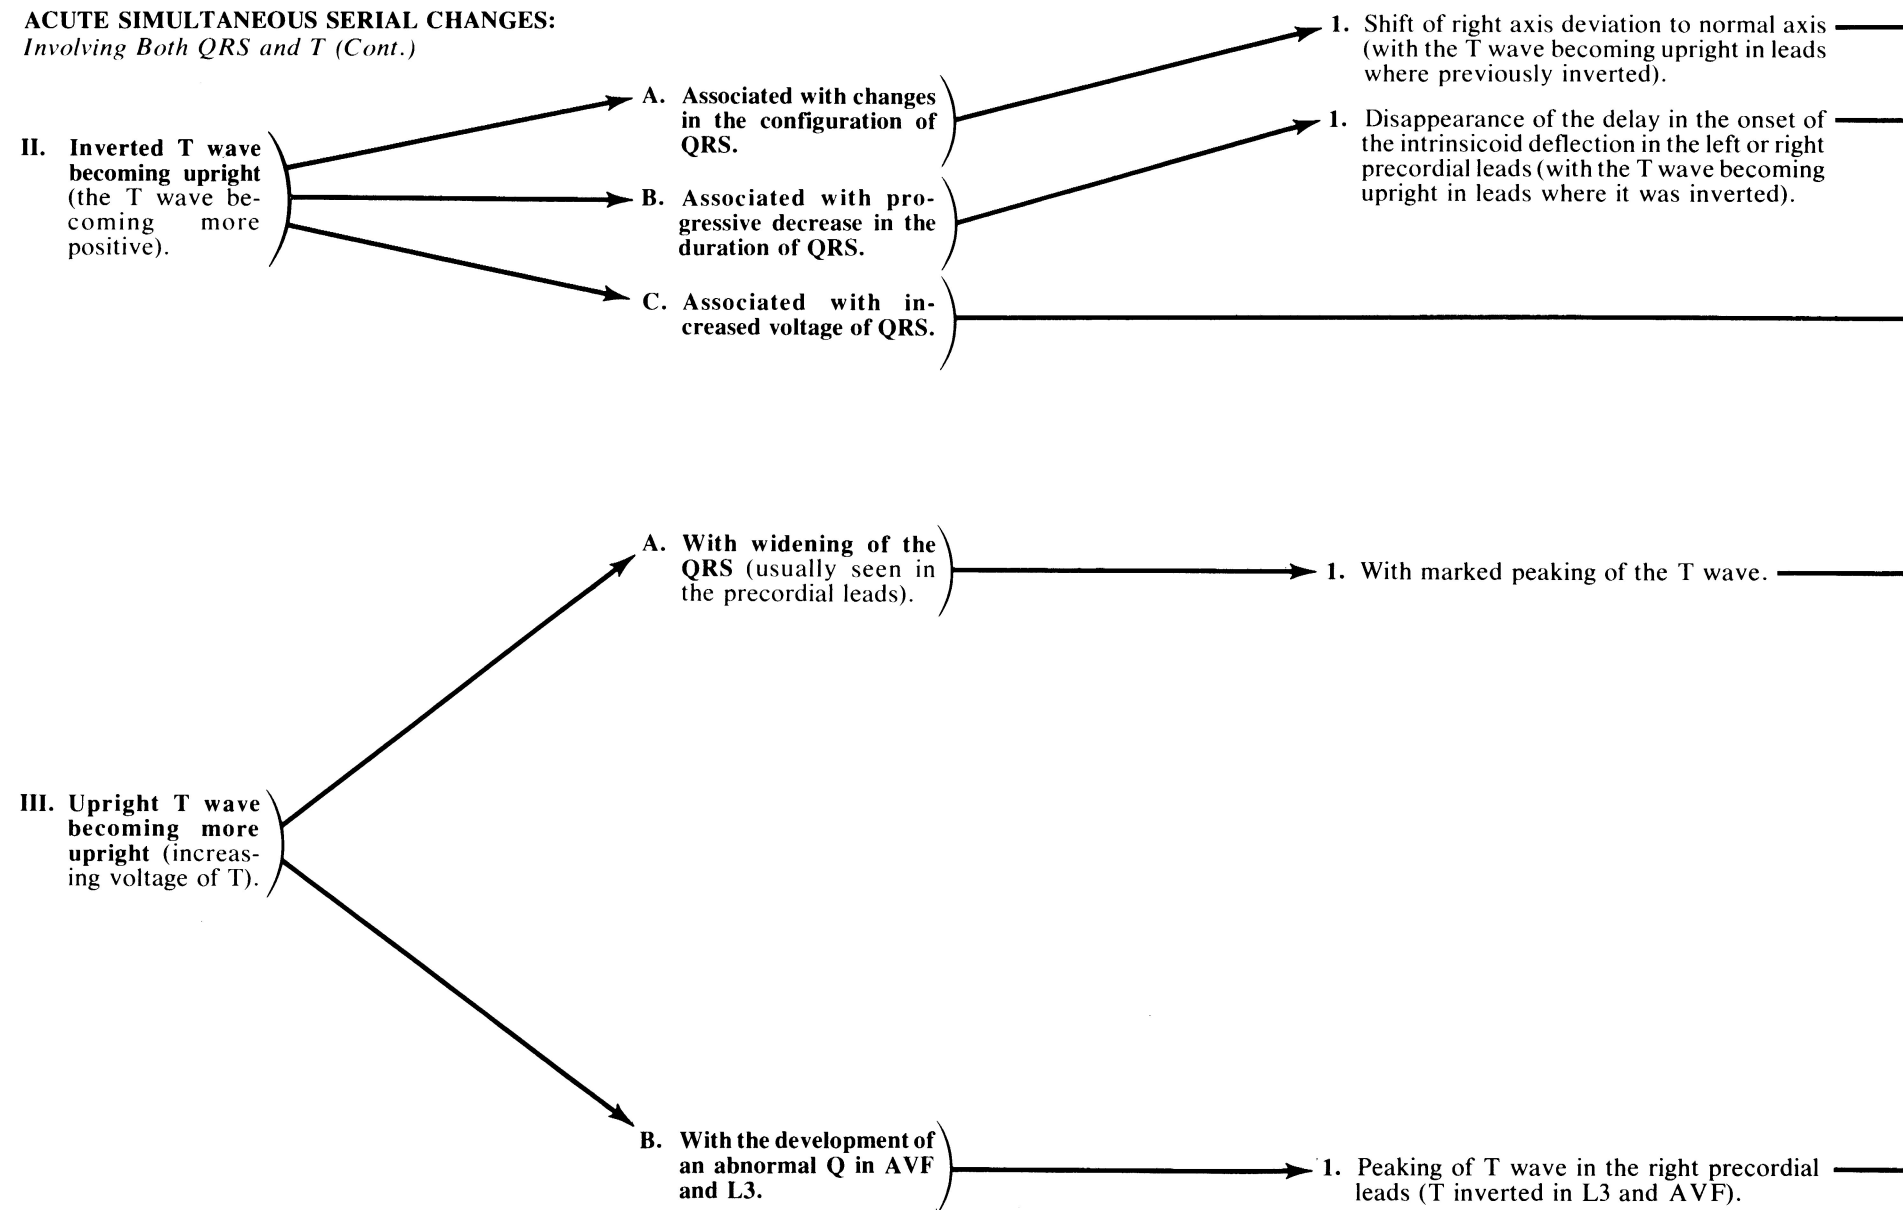 ACUTE SIMULTANEOUS SERIAL CHANGES:
Involving Both QRS and T (Cont.)
II. Inverted T wave
becoming upright
(the T wave be-
coming more
positive).
A. Associated with changes
in the configuration of
QRS.
1. Shift of right axis deviation to normal axis
(with the T wave becoming upright in leads
where previously inverted).
B. Associated with pro-
gressive decrease in the
duration of QRS.
1. Disappearance of the delay in the onset of
the intrinsicoid deflection in the left or right
precordial leads (with the T wave becoming
upright in leads where it was inverted).
C. Associated with in-
creased voltage of QRS.
III. Upright T wave
becoming more
upright (increas-
ing voltage of T).
A. With widening of the
QRS (usually seen in
the precordial leads).
1. With marked peaking of the T wave.
B. With the development of
an abnormal Q in AVF
and L3.
1. Peaking of T wave in the right precordial
leads (T inverted in L3 and AVF).